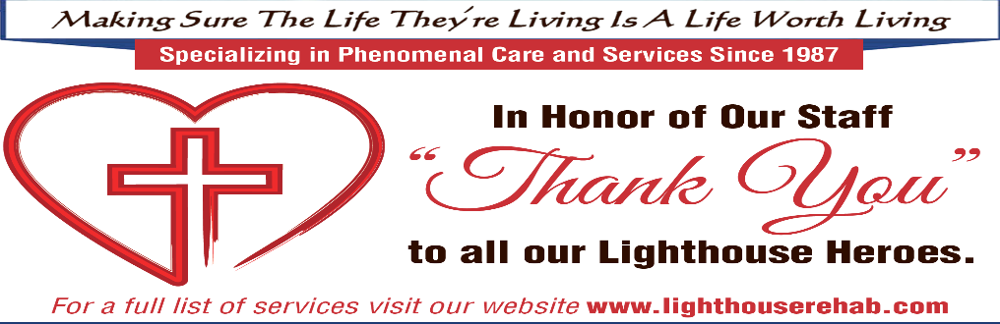 Making Sure The Life They're Living Is A Life Worth Living
Specializing in Phenomenal Care and Services Since 1987
In Honor of Our Staff
“Thank You”
to all our Lighthouse Heroes.
For a full list of services visit our website www.lighthouserehab.com